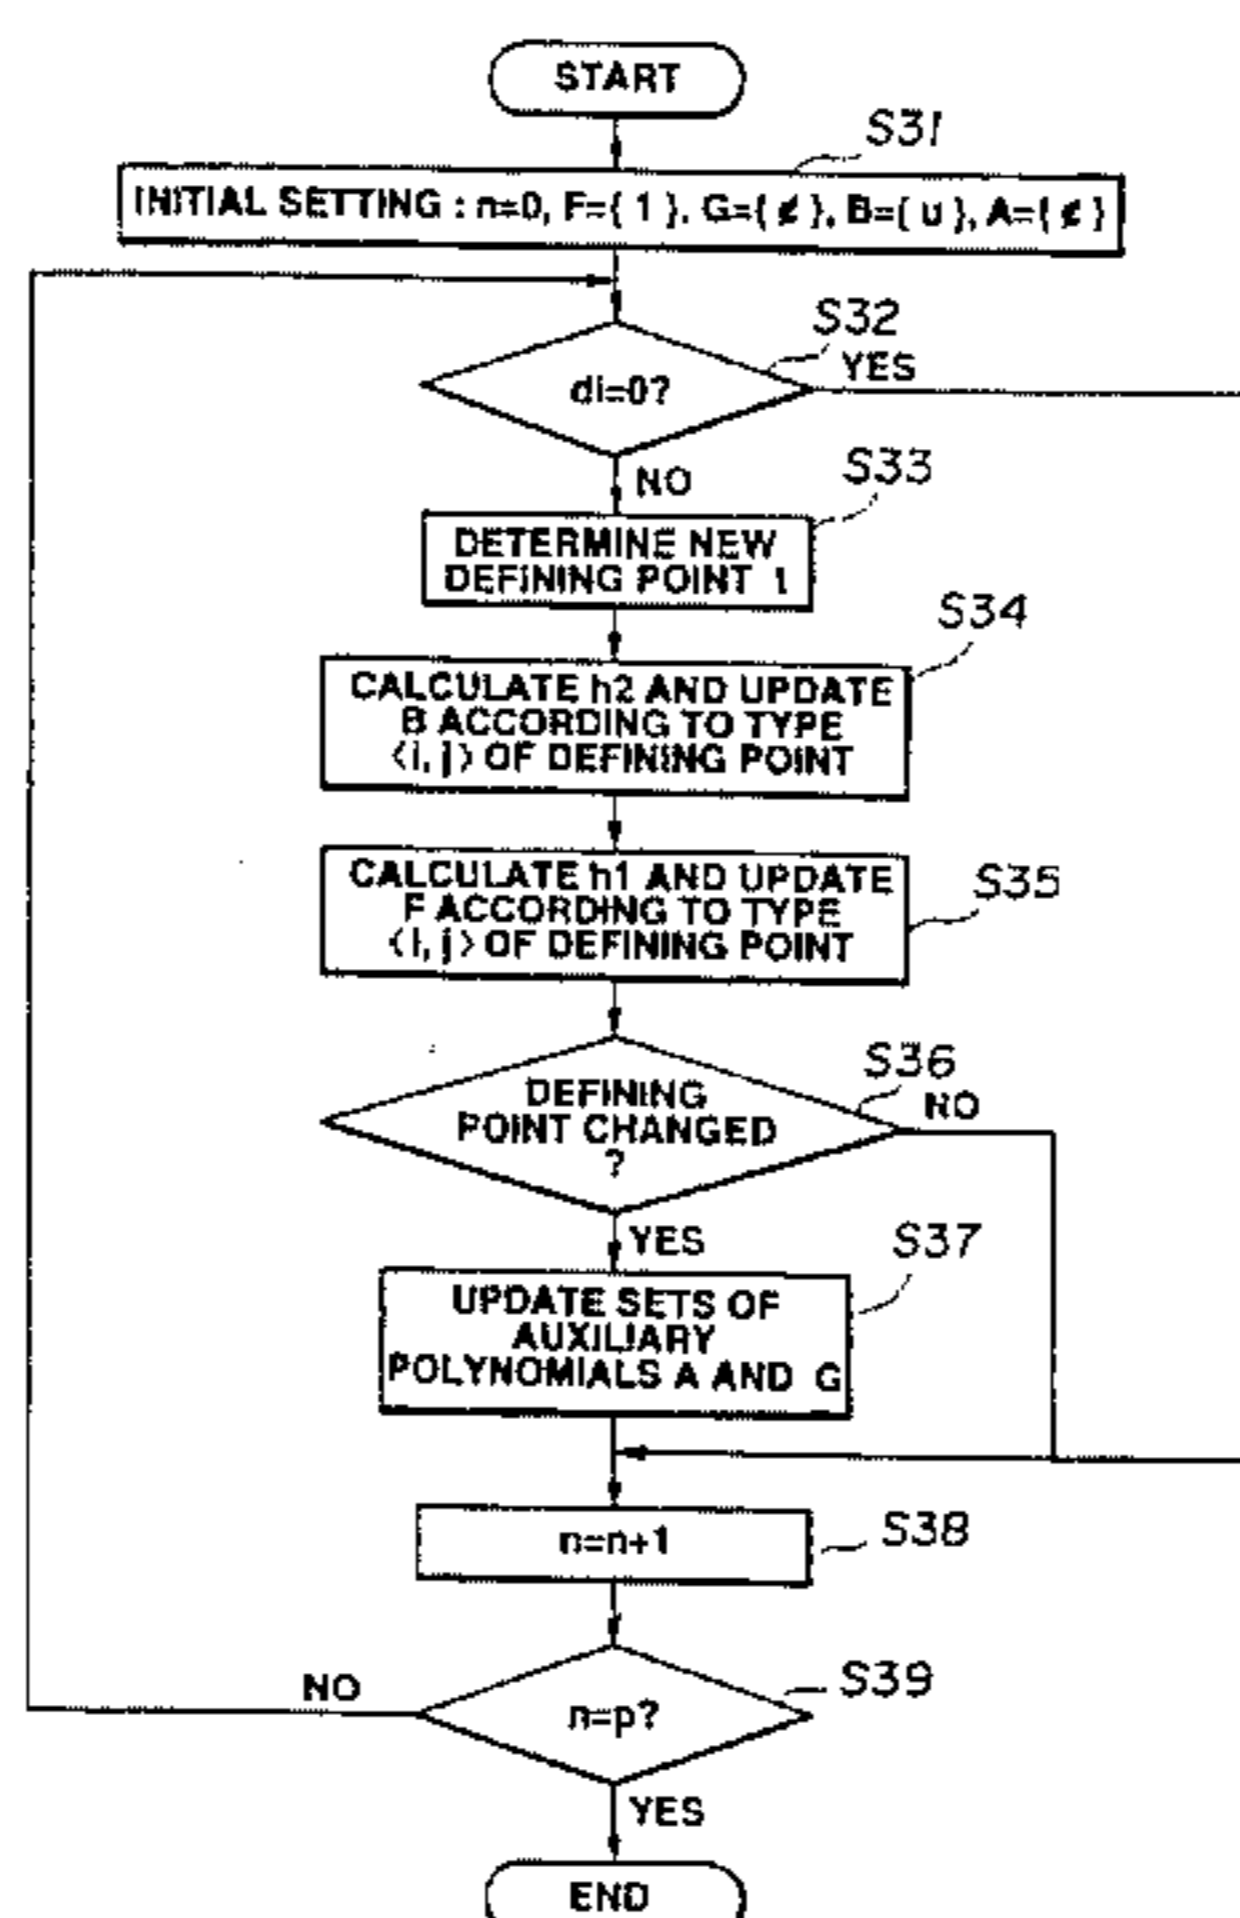 START
S31
INITIAL SETTING : n=0, F={ 1 }, G={ ɇ }, B={ u }, A={ ɇ }
S32
di=0?
YES
NO
S33
DETERMINE NEW
DEFINING POINT 1
S34
CALCULATE h2 AND UPDATE
B ACCORDING TO TYPE
<i, j> OF DEFINING POINT
CALCULATE h1 AND UPDATE
F ACCORDING TO TYPE
<i, j> OF DEFINING POINT
S35
S36
DEFINING
POINT CHANGED
?
NO
YES
S37
UPDATE SETS OF
AUXILIARY
POLYNOMIALS A AND G
n=n+1
S38
S39
NO
n=p?
YES
END